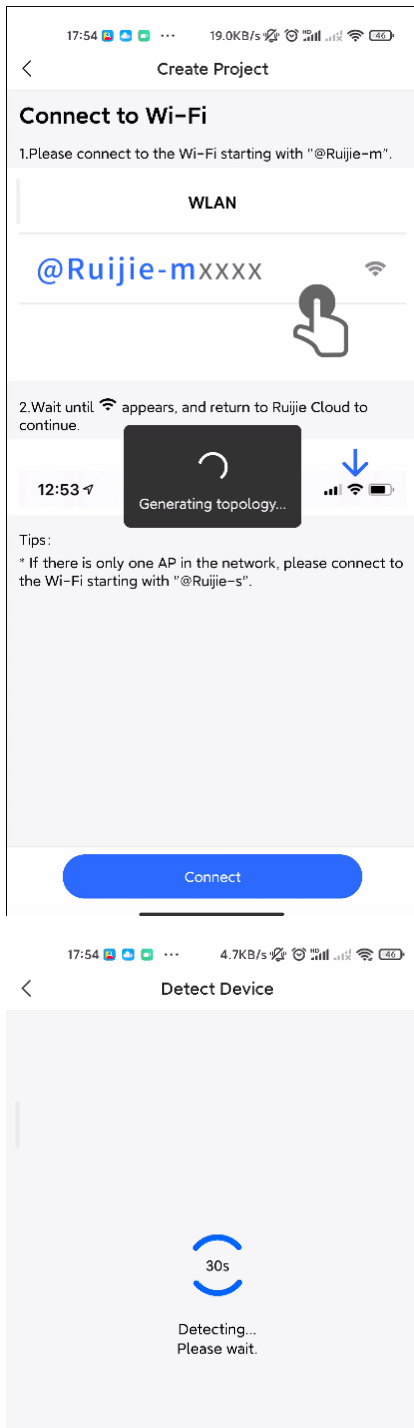 17:54 ... 19.0KB/s HD 46
Create Project
Connect to Wi-Fi
1.Please connect to the Wi-Fi starting with "@Ruijie-m".
WLAN
@Ruijie-mxxxx
2.Wait until appears, and return to Ruijie Cloud to
continue.
Generating topology...
12:53
Tips:
* If there is only one AP in the network, please connect to
the Wi-Fi starting with "@Ruijie-s".
Connect
17:54 ... 4.7KB/s HD 46
Detect Device
30s
Detecting...
Please wait.